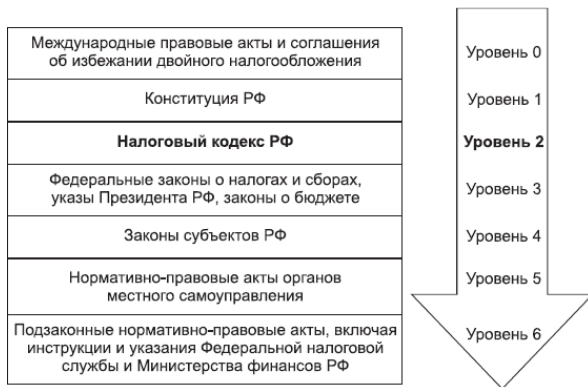 Международные правовые акты и соглашения
об избежании двойного налогообложения
Уровень 0
Конституция РФ
Уровень 1
Налоговый кодекс РФ
Уровень 2
Федеральные законы о налогах и сборах,
указы Президента РФ, законы о бюджете
Уровень 3
Законы субъектов РФ
Уровень 4
Нормативно-правовые акты органов
местного самоуправления
Уровень 5
Подзаконные нормативно-правовые акты, включая
инструкции и указания Федеральной налоговой
службы и Министерства финансов РФ
Уровень 6